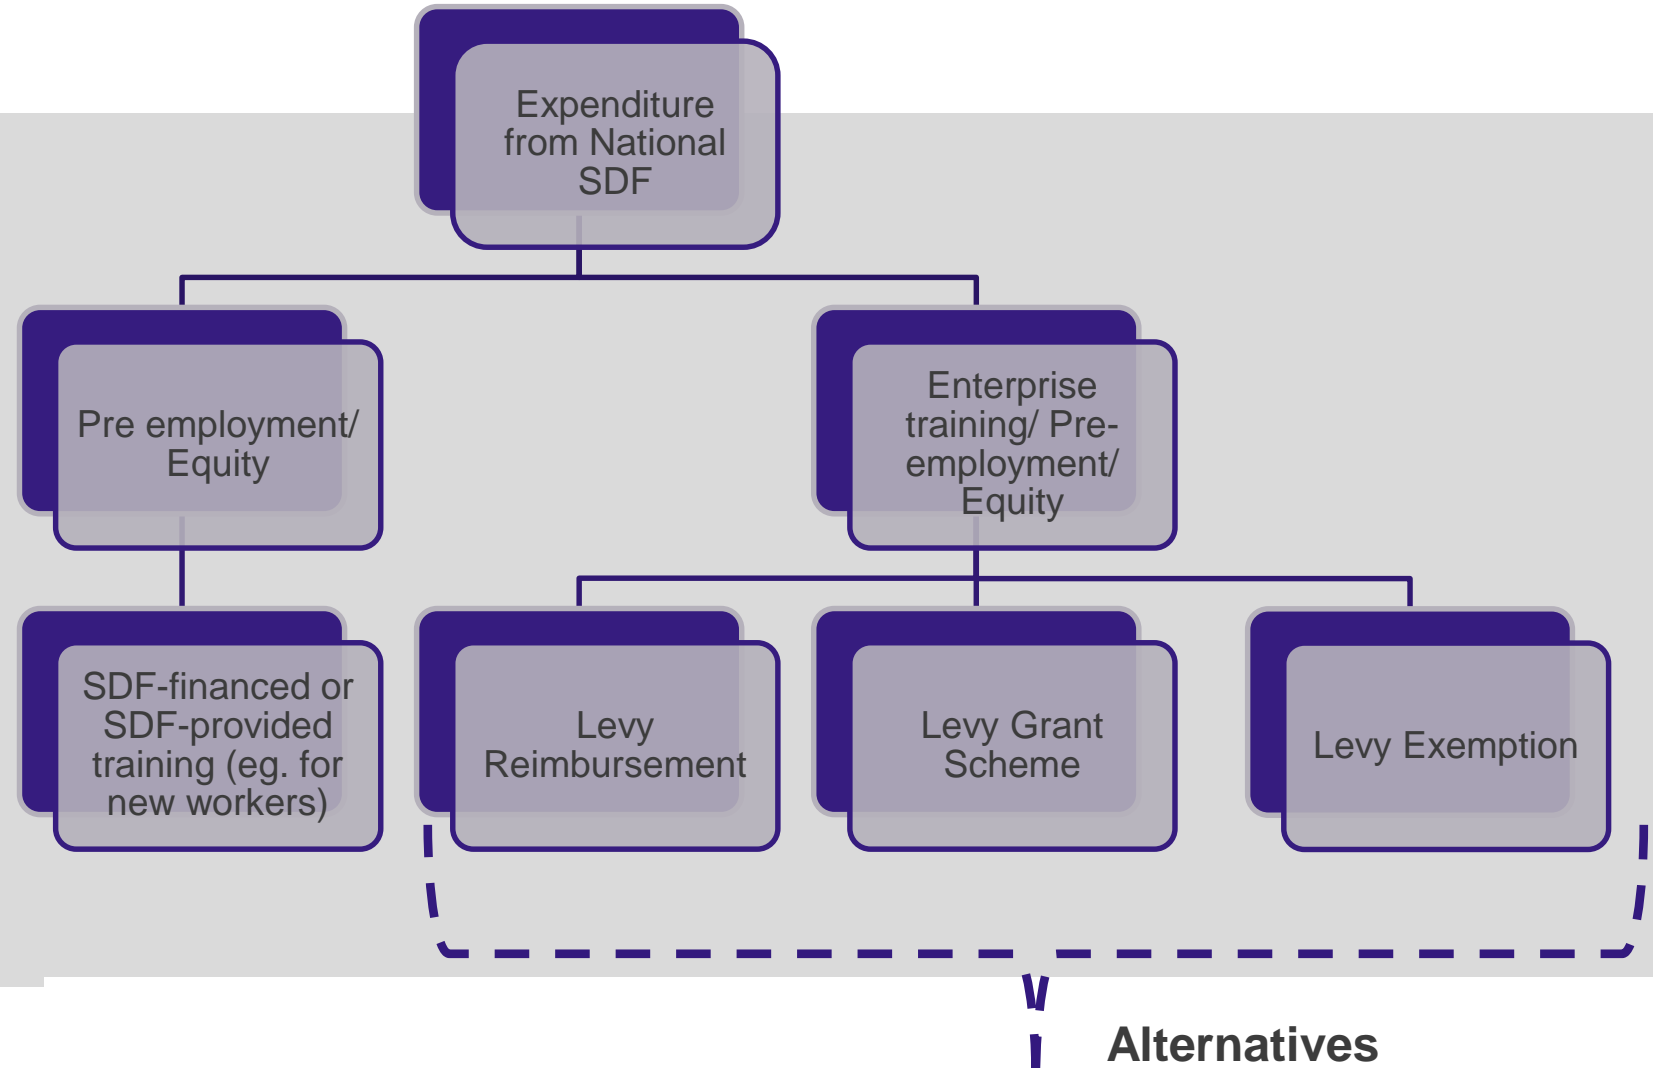 Expenditure
from National
SDF
Pre employment/
Equity
Enterprise
training/ Pre-
employment/
Equity
SDF-financed or
SDF-provided
training (eg. for
new workers)
Levy
Reimbursement
Levy Grant
Scheme
Levy Exemption
Alternatives